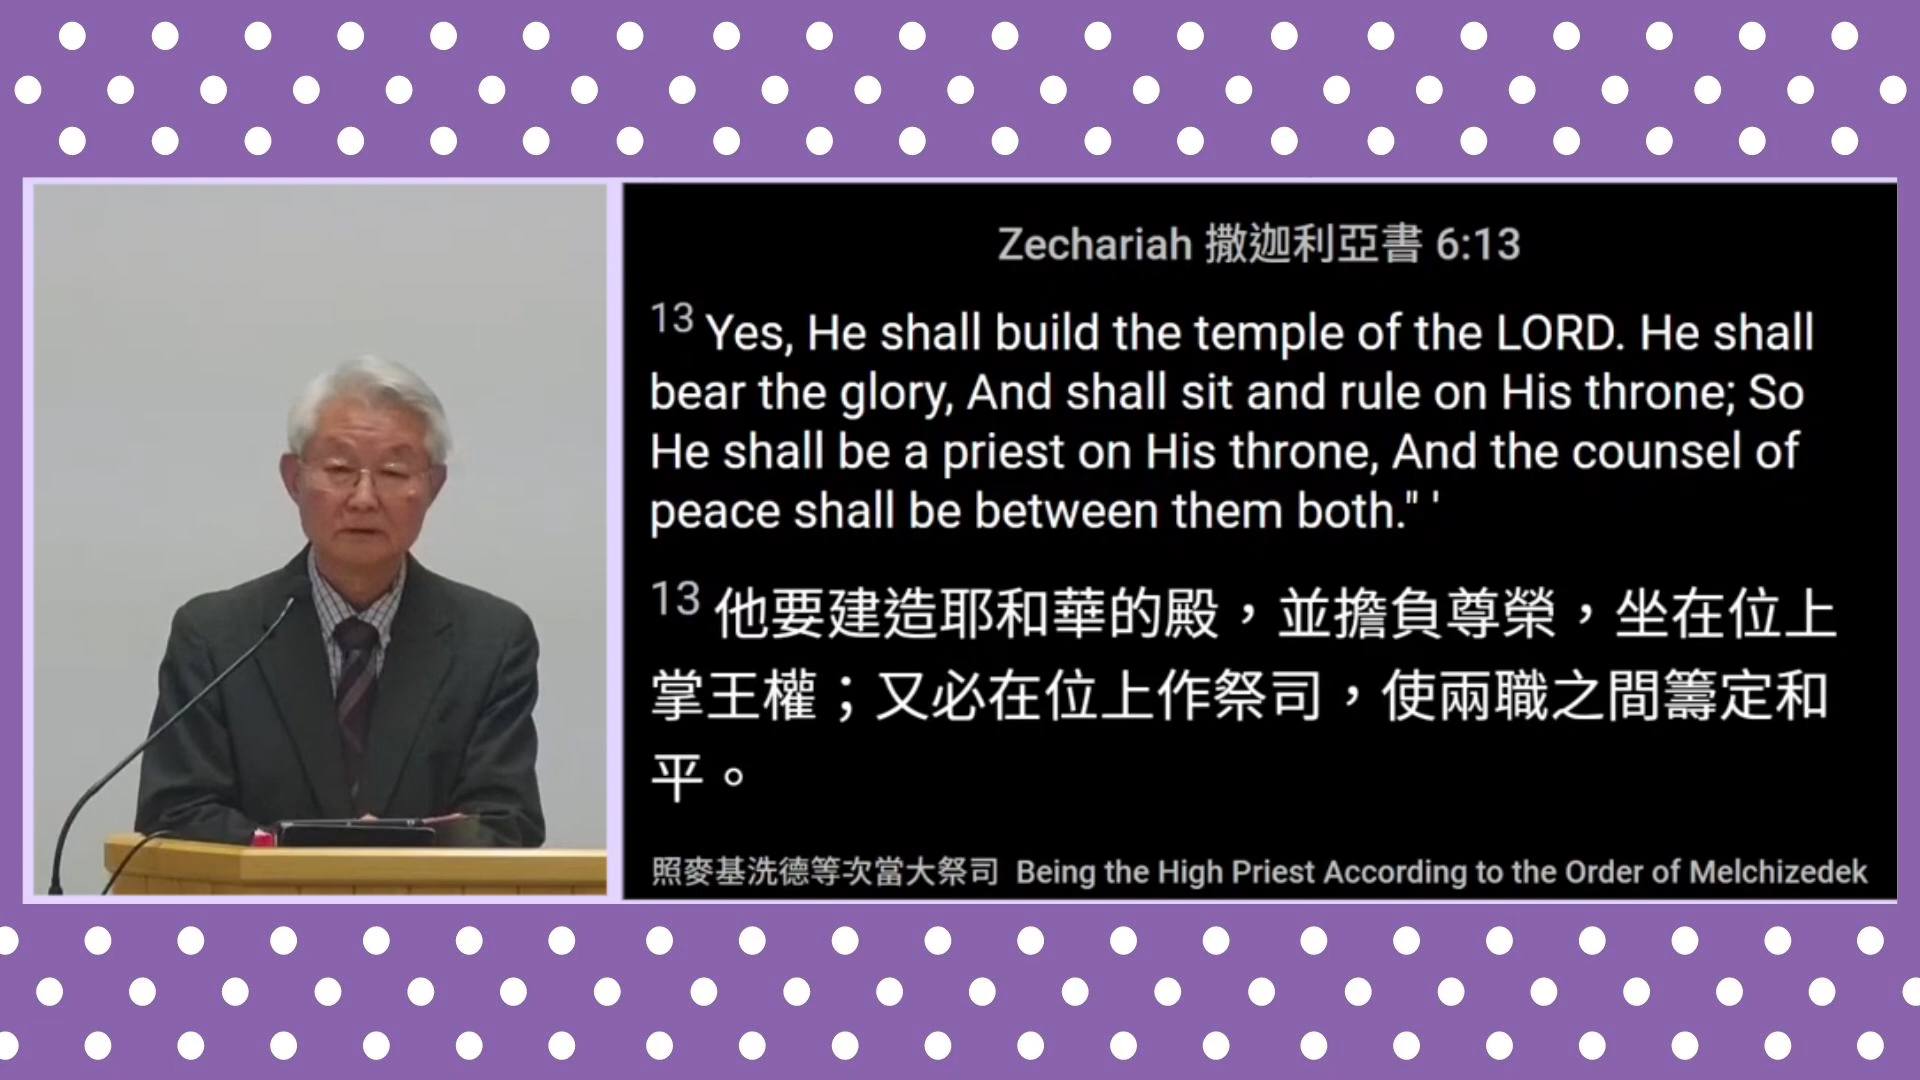 Zechariah 撒迦利亞書 6:13
13 Yes, He shall build the temple of the LORD. He shall
bear the glory, And shall sit and rule on His throne; So
He shall be a priest on His throne, And the counsel of
peace shall be between them both." '
13 他要建造耶和華的殿，並擔負尊榮，坐在位上
掌王權；又必在位上作祭司，使兩職之間籌定和
平。
照麥基洗德等次當大祭司 Being the High Priest According to the Order of Melchizedek